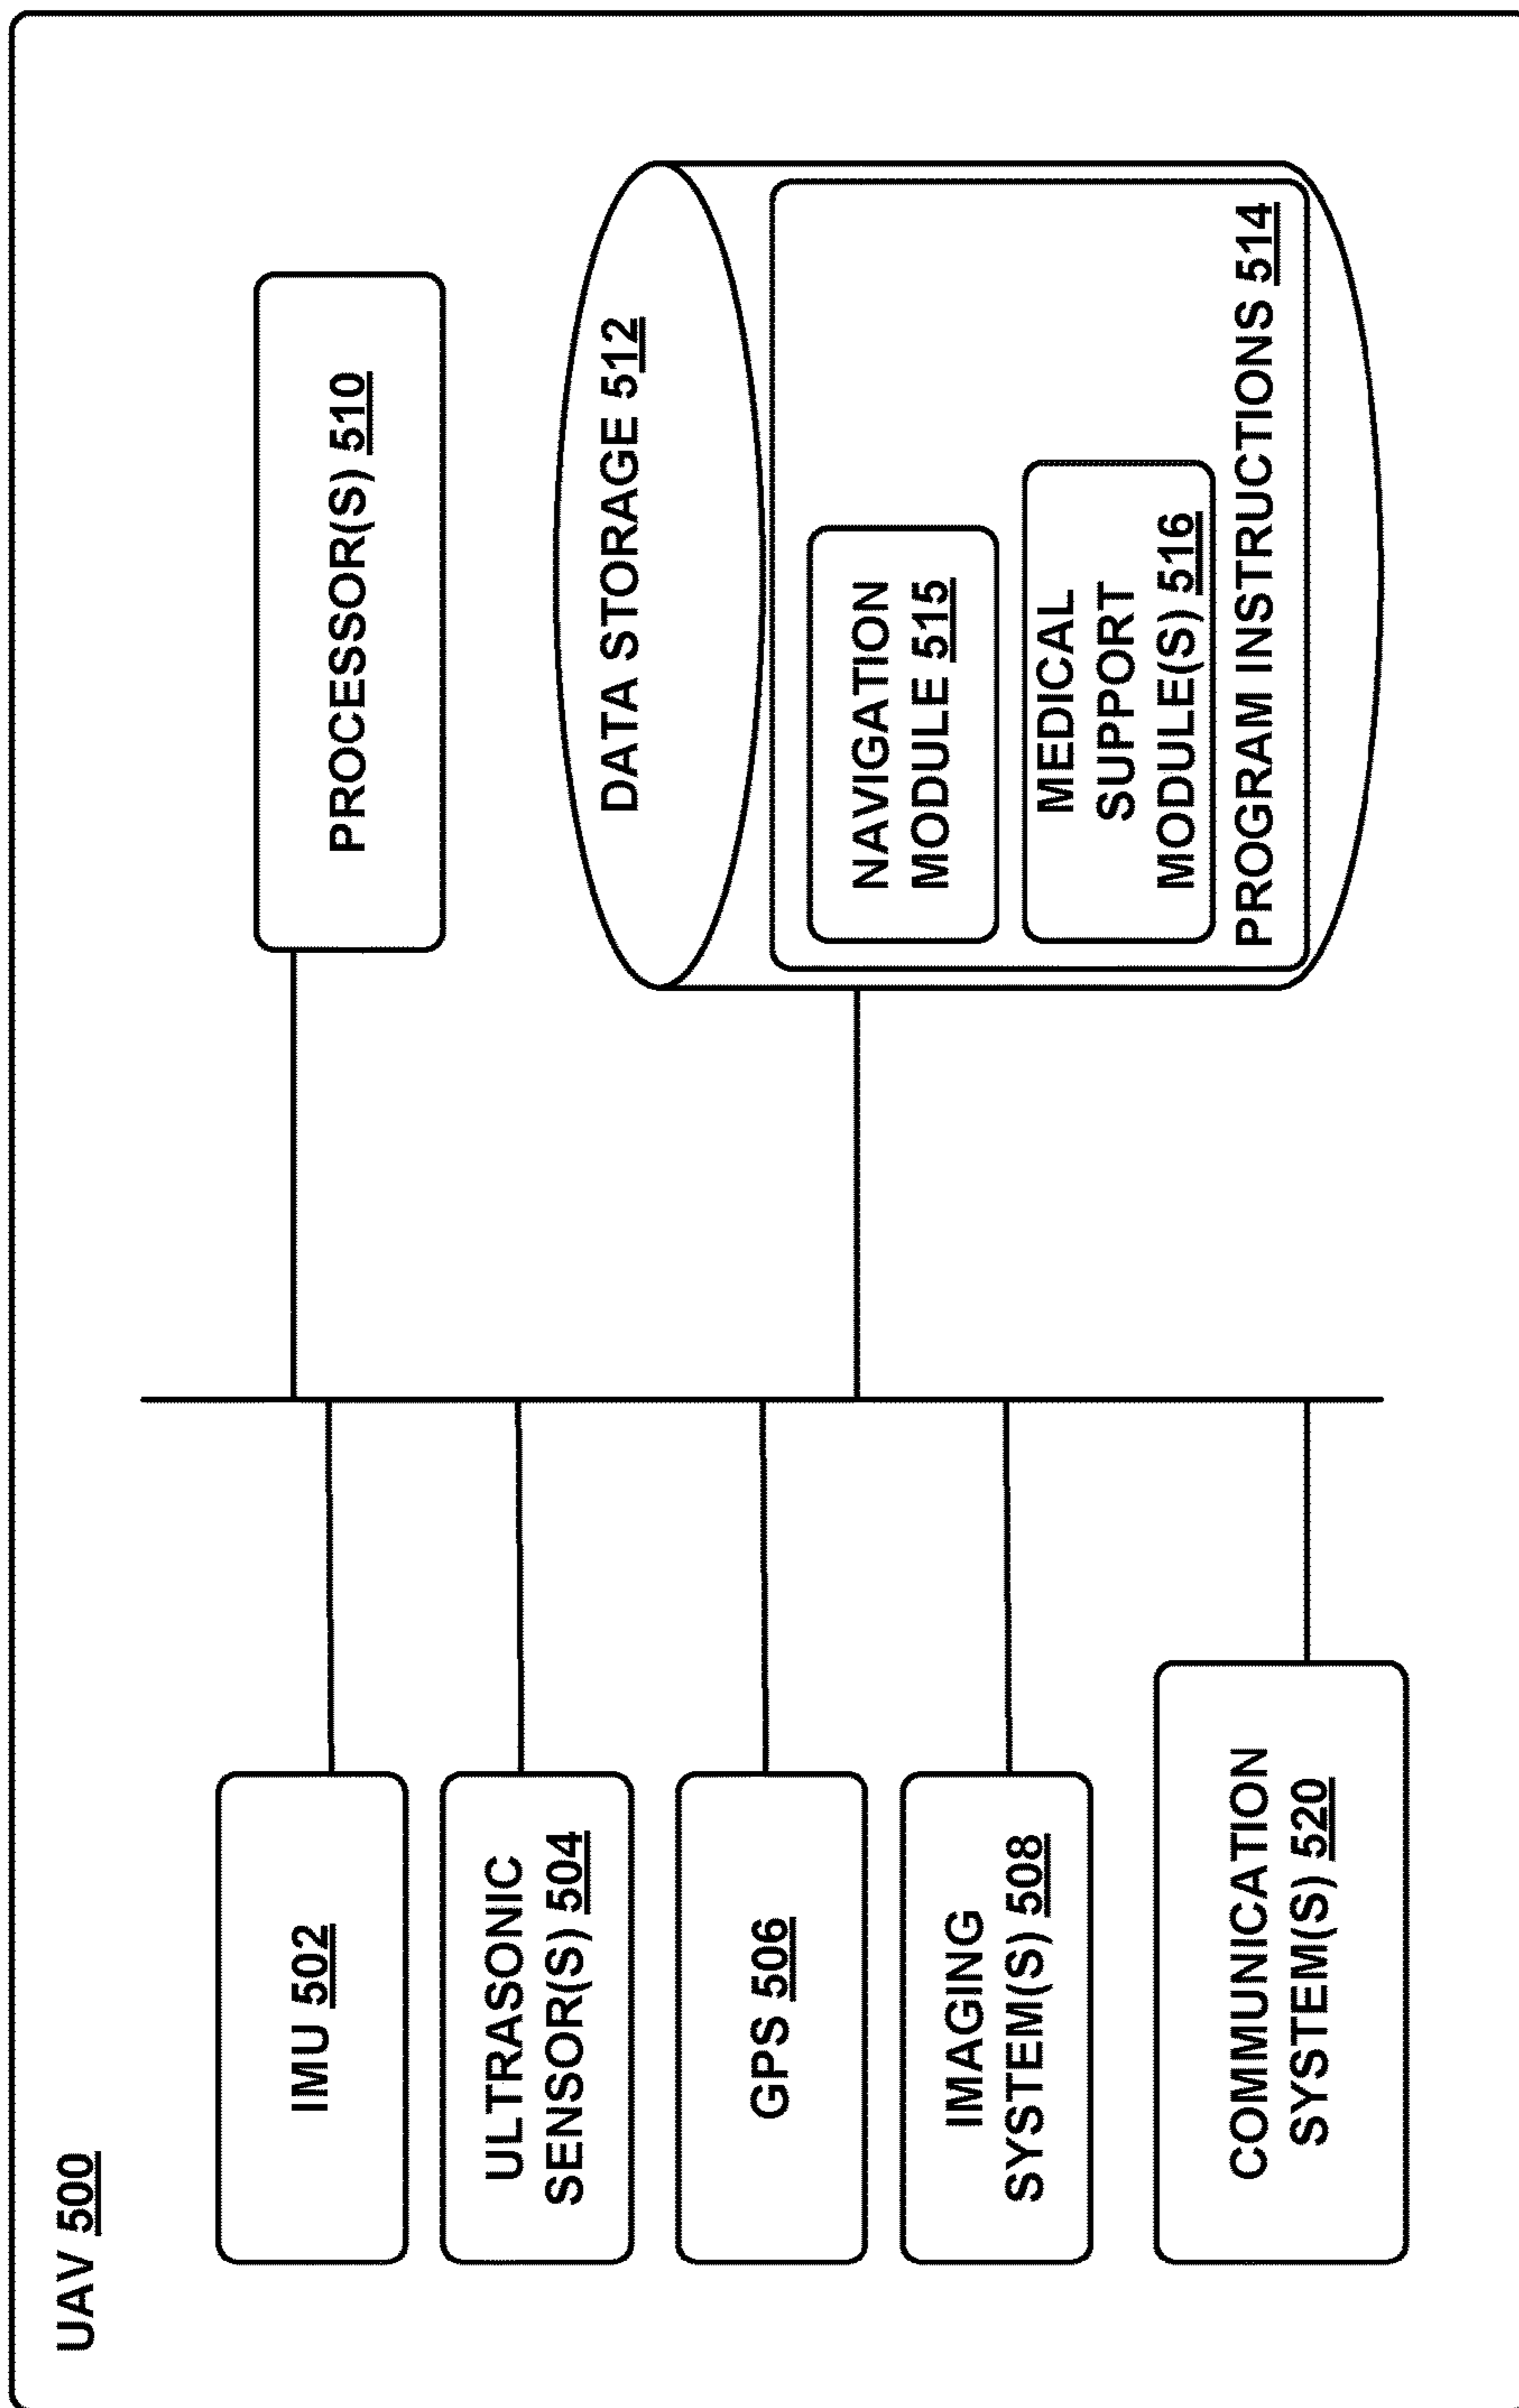 UAV 500
IMU 502
ULTRASONIC
SENSOR(S) 504
GPS 506
IMAGING
SYSTEM(S) 508
COMMUNICATION
SYSTEM(S) 520
PROCESSOR(S) 510
DATA STORAGE 512
NAVIGATION
MODULE 515
MEDICAL
SUPPORT
MODULE(S) 516
PROGRAM INSTRUCTIONS 514